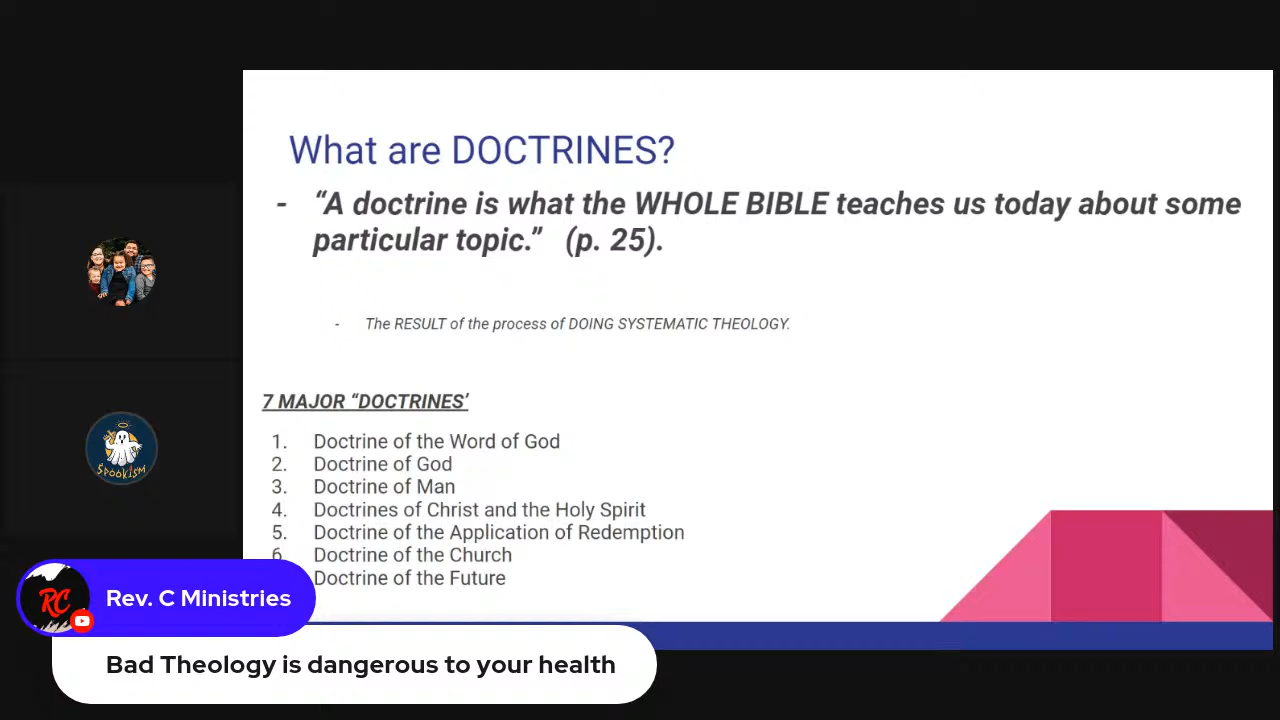 What are DOCTRINES?
- “A doctrine is what the WHOLE BIBLE teaches us today about some
particular topic.” (p. 25).
- The RESULT of the process of DOING SYSTEMATIC THEOLOGY.
7 MAJOR “DOCTRINES’
1. Doctrine of the Word of God
2. Doctrine of God
3. Doctrine of Man
4. Doctrines of Christ and the Holy Spirit
5. Doctrine of the Application of Redemption
6. Doctrine of the Church
Doctrine of the Future
SPOOKISM
RC
Rev. C Ministries
Bad Theology is dangerous to your health